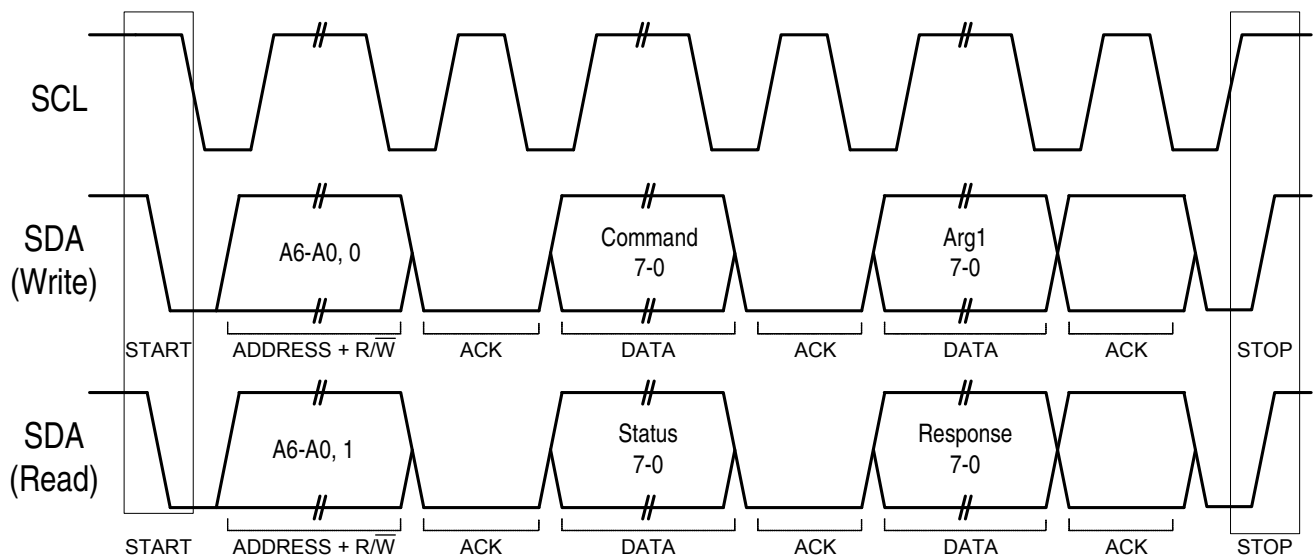 SCL
SDA
(Write)
A6-A0, 0
Command
7-0
Arg1
7-0
START
ADDRESS + R/W̅
ACK
DATA
ACK
DATA
ACK
STOP
SDA
(Read)
A6-A0, 1
Status
7-0
Response
7-0
START
ADDRESS + R/W̅
ACK
DATA
ACK
DATA
ACK
STOP